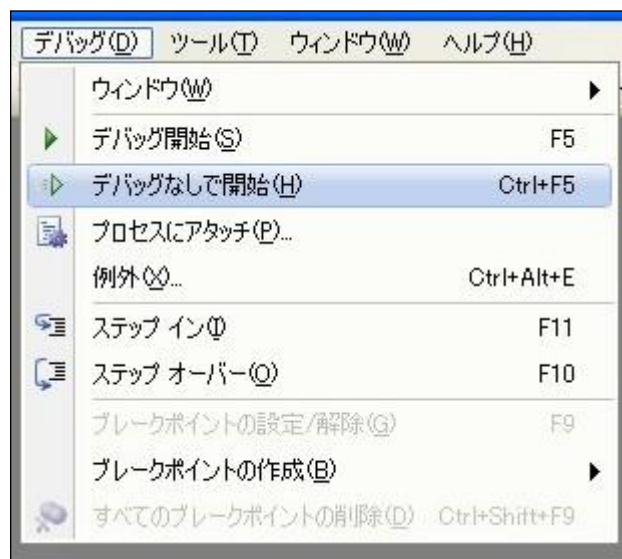 デバッグ(D) ツール(T) ウィンドウ(W) ヘルプ(H)
ウィンドウ(W)
デバッグ開始(S) F5
デバッグなしで開始(H) Ctrl+F5
プロセスにアタッチ(P)...
例外(X)... Ctrl+Alt+E
ステップ イン(I) F11
ステップ オーバー(O) F10
ブレークポイントの設定/解除(G) F9
ブレークポイントの作成(B)
すべてのブレークポイントの削除(D) Ctrl+Shift+F9